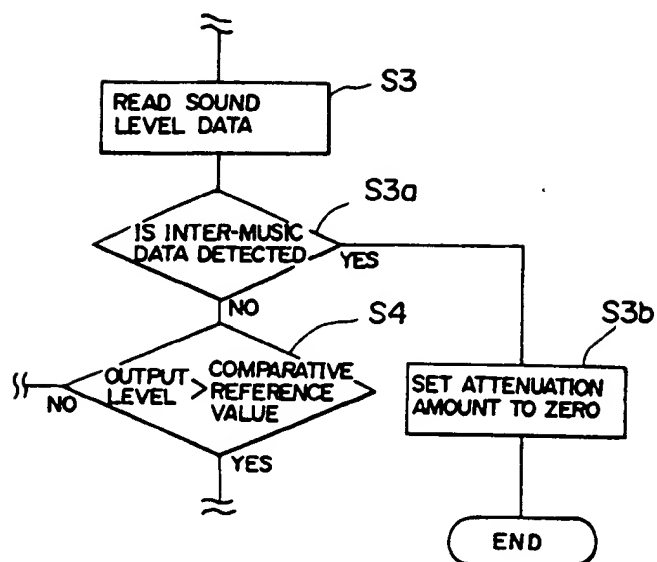 S3
READ SOUND
LEVEL DATA
S3a
IS INTER-MUSIC
DATA DETECTED
YES
NO
S4
OUTPUT
LEVEL
>
COMPARATIVE
REFERENCE
VALUE
NO
YES
S3b
SET ATTENUATION
AMOUNT TO ZERO
END